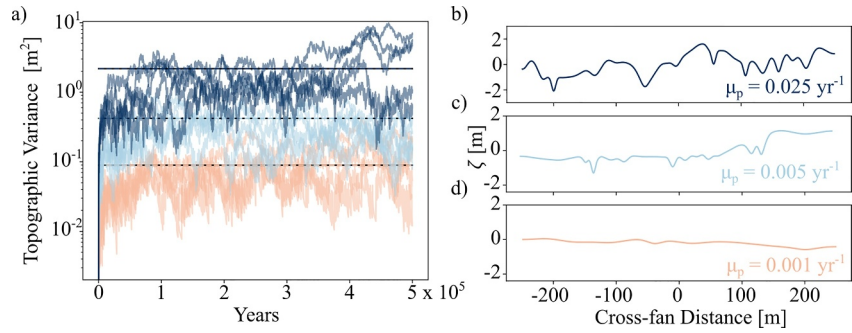 a)
Topographic Variance [m²]
10¹
10⁰
10⁻¹
10⁻²
0
1
2
3
4
5 x 10⁵
Years
b)
2
0
-2
μp = 0.025 yr⁻¹
c)
2
0
-2
μp = 0.005 yr⁻¹
ζ [m]
d)
2
0
-2
μp = 0.001 yr⁻¹
-200
-100
0
100
200
Cross-fan Distance [m]